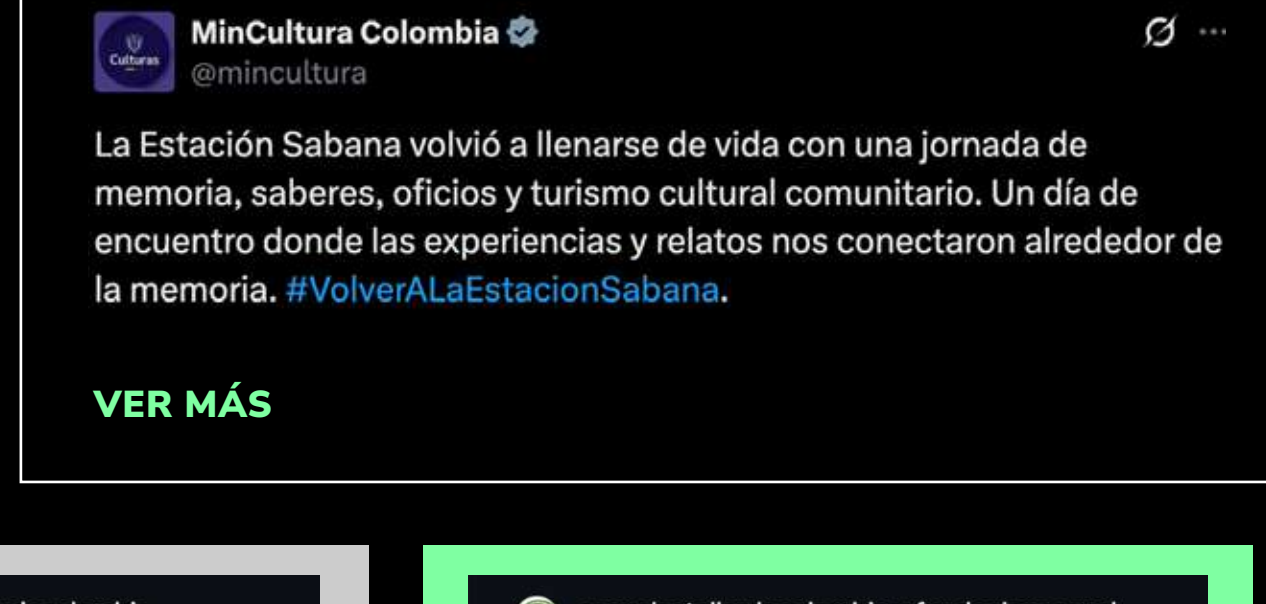 MinCultura Colombia
Culturas
@mincultura
La Estación Sabana volvió a llenarse de vida con una jornada de
memoria, saberes, oficios y turismo cultural comunitario. Un día de
encuentro donde las experiencias y relatos nos conectaron alrededor de
la memoria. #VolverALaEstacionSabana.
VER MÁS